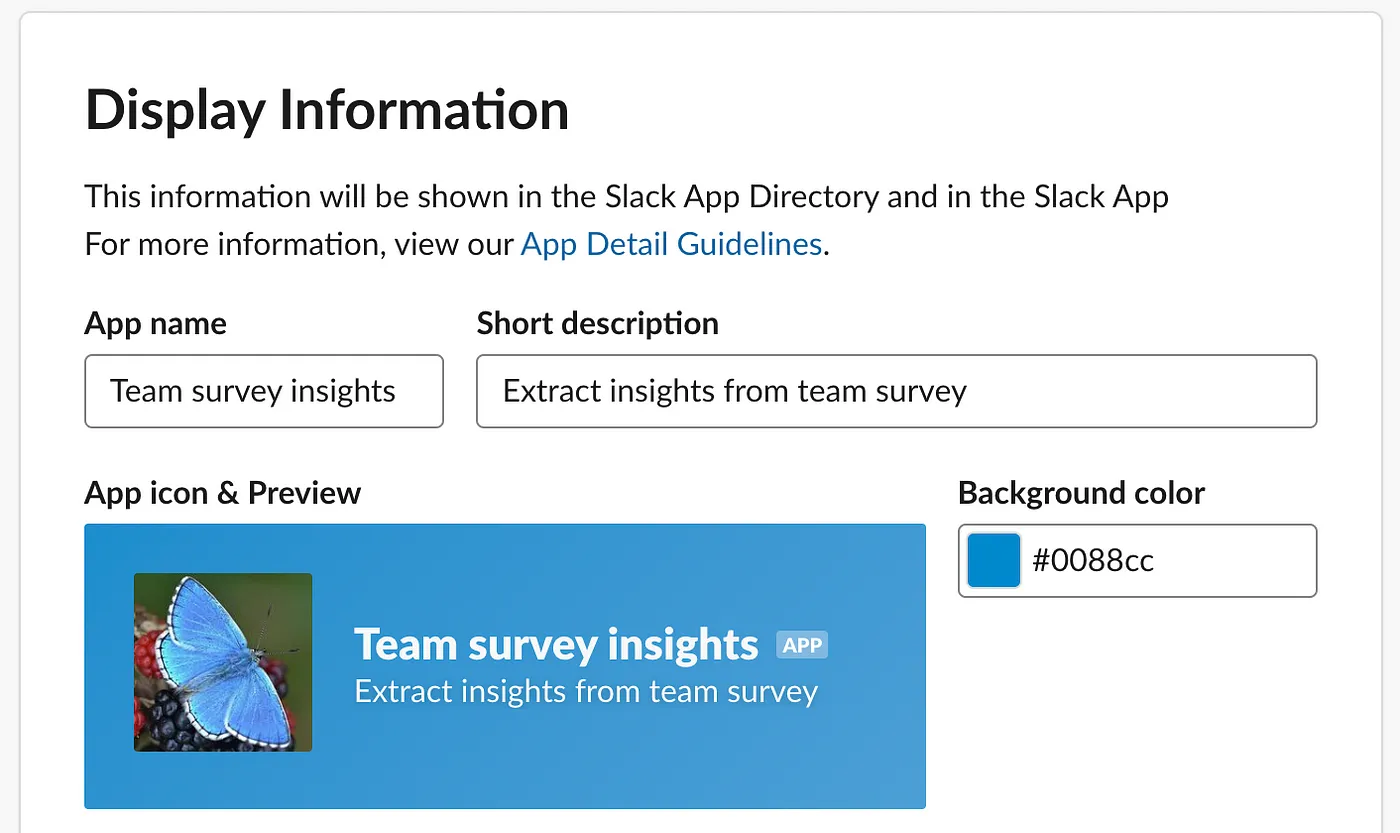 Display Information
This information will be shown in the Slack App Directory and in the Slack App
For more information, view our App Detail Guidelines.
App name
Short description
Team survey insights
Extract insights from team survey
App icon & Preview
Background color
#0088cc
Team survey insights APP
Extract insights from team survey